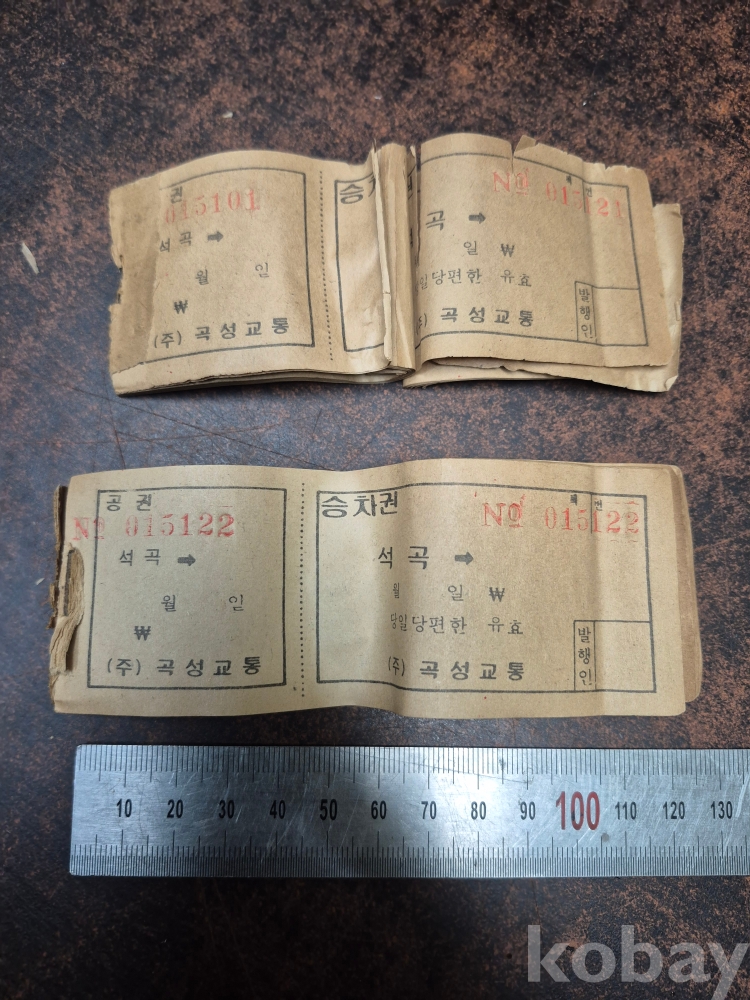 권
015101
석 곡 ➡
월 일
₩
(주) 곡성교통
승차
No 015121
곡 ➡
일 ₩
일당편한 유효
곡성교통
발행인
공 권
No 015122
석 곡 ➡
월 일
₩
(주) 곡성교통
승차권
No 015122
석 곡 ➡
월 일 ₩
당일당편한 유효
(주) 곡성교통
발행인
10 20 30 40 50 60 70 80 90 100 110 120 130
kobay